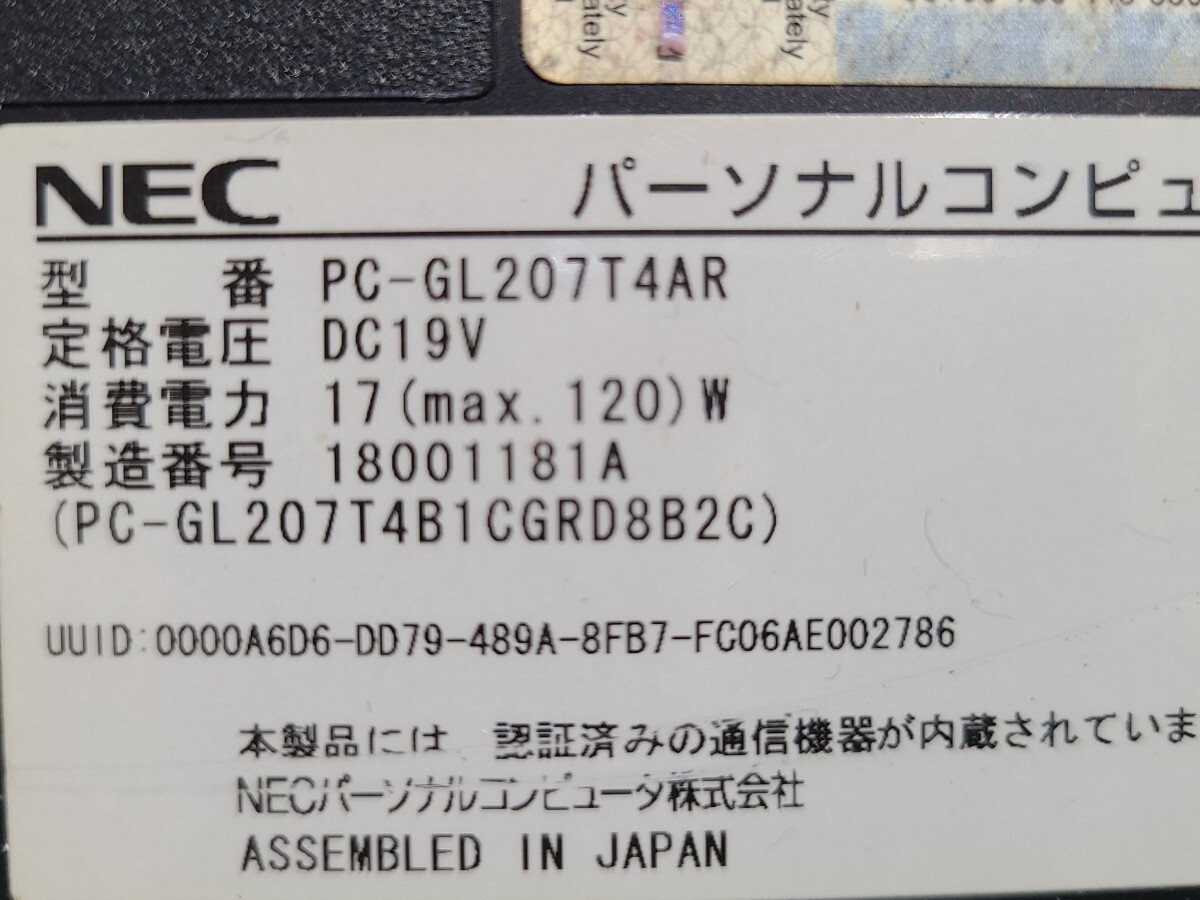 ately
ately
NEC パーソナルコンピュ
型 番 PC-GL207T4AR
定格電圧 DC19V
消費電力 17(max.120)W
製造番号 18001181A
(PC-GL207T4B1CGRD8B2C)
UUID:0000A6D6-DD79-489A-8FB7-FC06AE002786
本製品には 認証済みの通信機器が内蔵されていま
NECパーソナルコンピュータ株式会社
ASSEMBLED IN JAPAN